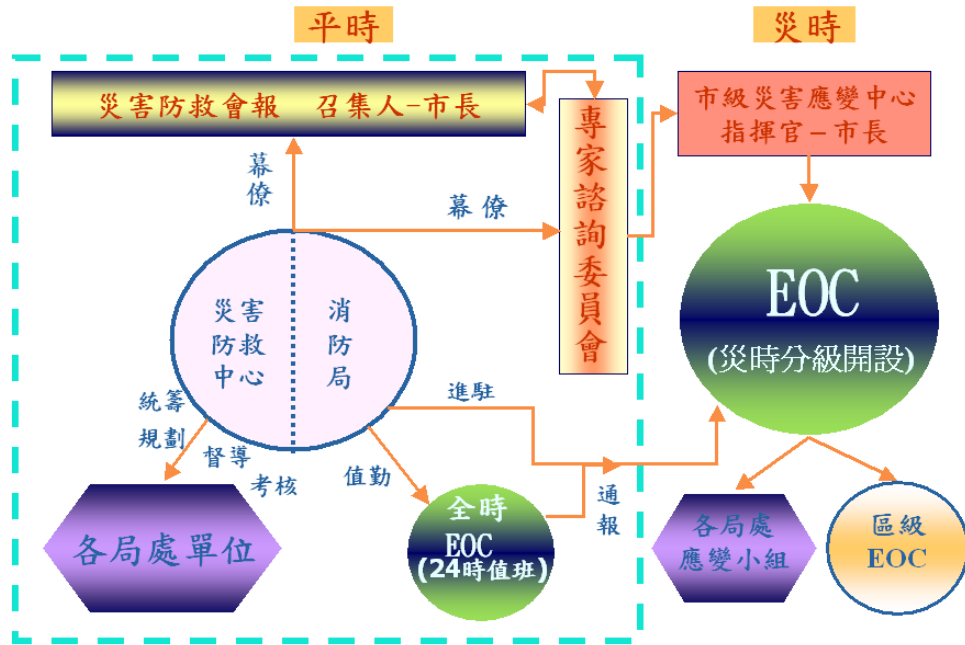 平時
災時
災害防救會報 召集人-市長
專家諮詢委員會
市級災害應變中心
指揮官－市長
幕僚
幕僚
災害
防救
中心
消防局
EOC
(災時分級開設)
統籌
規劃
督導
考核
值勤
進駐
通報
各局處單位
全時
EOC
(24時值班)
各局處
應變小組
區級
EOC